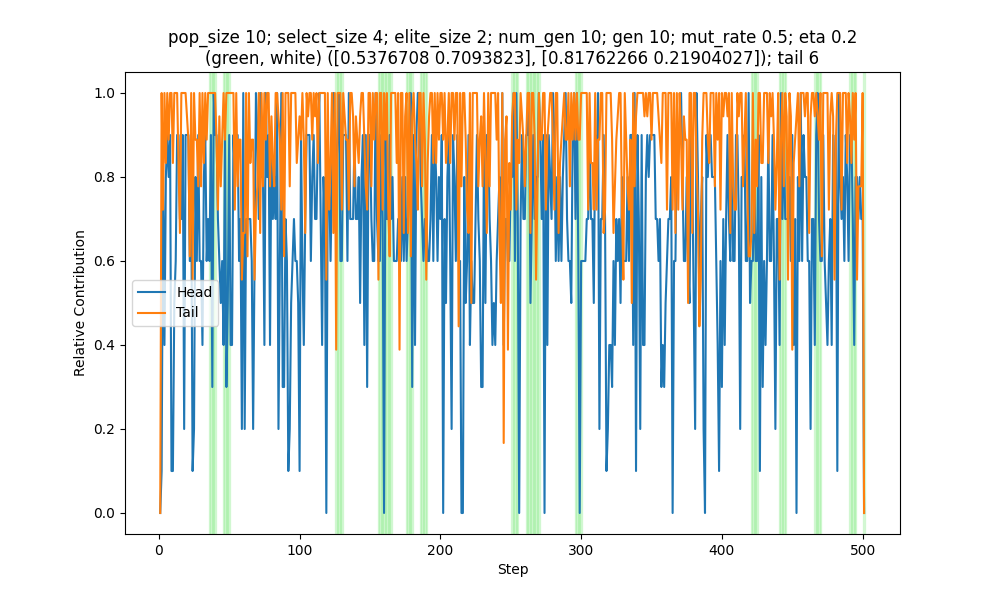 pop_size 10; select_size 4; elite_size 2; num_gen 10; gen 10; mut_rate 0.5; eta 0.2
(green, white) ([0.5376708 0.7093823], [0.81762266 0.21904027]); tail 6
1.0
0.8
0.6
0.4
0.2
0.0
Relative Contribution
Head
Tail
0
100
200
300
400
500
Step